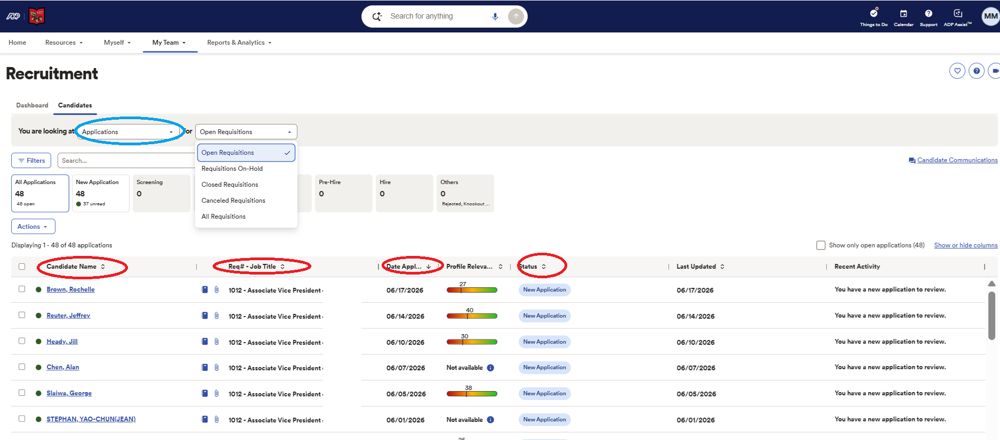 ADP
1857
Search for anything
Things to Do
Calendar
Support
ADP Assist™
MM
Home
Resources
Myself
My Team
Reports & Analytics
Recruitment
Dashboard
Candidates
You are looking at
Applications
for
Open Requisitions
Open Requisitions
Requisitions On-Hold
Closed Requisitions
Canceled Requisitions
All Requisitions
Filters
Search...
Candidate Communications
All Applications
48
48 open
New Application
48
37 unread
Screening
0
Pre-Hire
0
Hire
0
Others
0
Rejected, Knockout ...
Actions
Displaying 1 - 48 of 48 applications
Show only open applications (48)
Show or hide columns
Candidate Name
Req# - Job Title
Date Appl...
Profile Releva...
Status
Last Updated
Recent Activity
Brown, Rochelle
1012 - Associate Vice President
06/17/2026
27
New Application
06/17/2026
You have a new application to review.
Reuter, Jeffrey
1012 - Associate Vice President
06/14/2026
40
New Application
06/14/2026
You have a new application to review.
Heady, Jill
1012 - Associate Vice President
06/10/2026
30
New Application
06/10/2026
You have a new application to review.
Chen, Alan
1012 - Associate Vice President
06/07/2026
Not available
New Application
06/07/2026
You have a new application to review.
Slaiwa, George
1012 - Associate Vice President
06/05/2026
38
New Application
06/05/2026
You have a new application to review.
STEPHAN, YAO-CHUN(JEAN)
1012 - Associate Vice President
06/01/2026
Not available
New Application
06/01/2026
You have a new application to review.